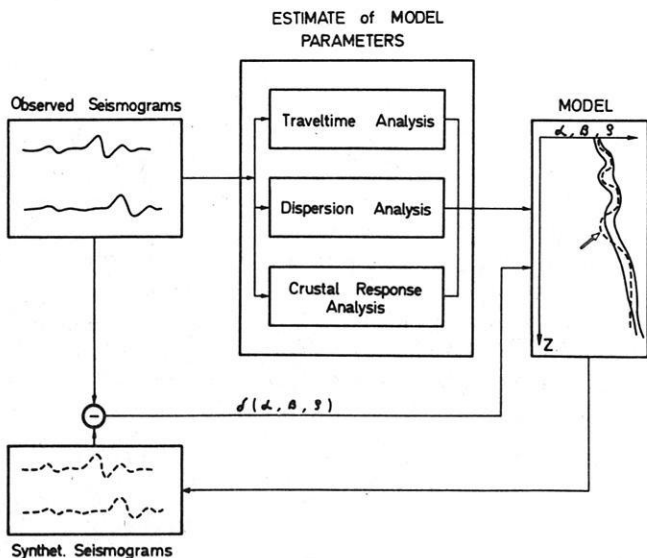 ESTIMATE of MODEL
PARAMETERS
Observed Seismograms
Traveltime Analysis
Dispersion Analysis
Crustal Response
Analysis
MODEL
α, β, ρ
Z
−
δ(α, β, ρ)
Synthet. Seismograms